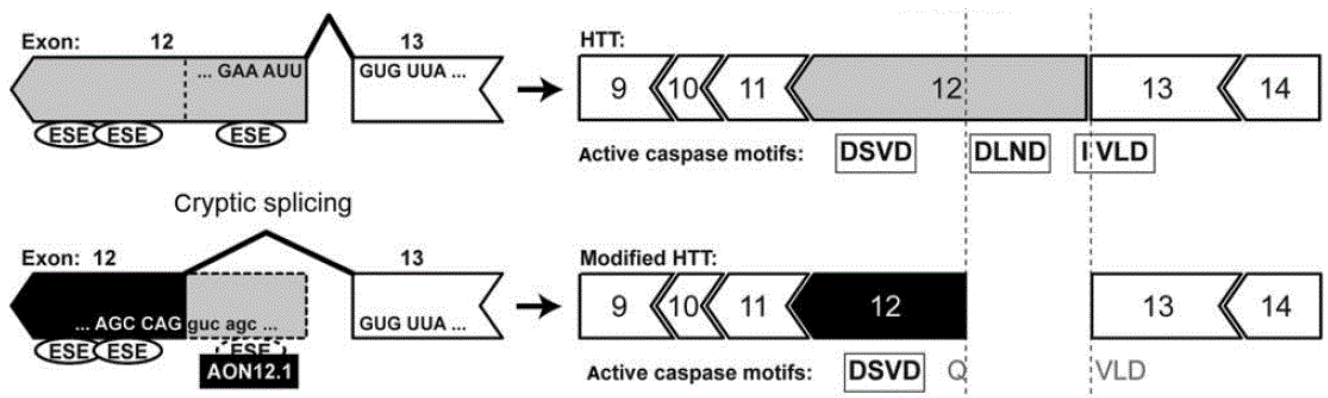 Exon: 12 13
... GAA AUU GUG UUA ...
ESE ESE ESE
HTT:
9 10 11 12 13 14
Active caspase motifs: DSVD DLND I VLD
Cryptic splicing
Exon: 12 13
... AGC CAG guc agc ... GUG UUA ...
ESE ESE ESE
AON12.1
Modified HTT:
9 10 11 12 13 14
Active caspase motifs: DSVD Q VLD